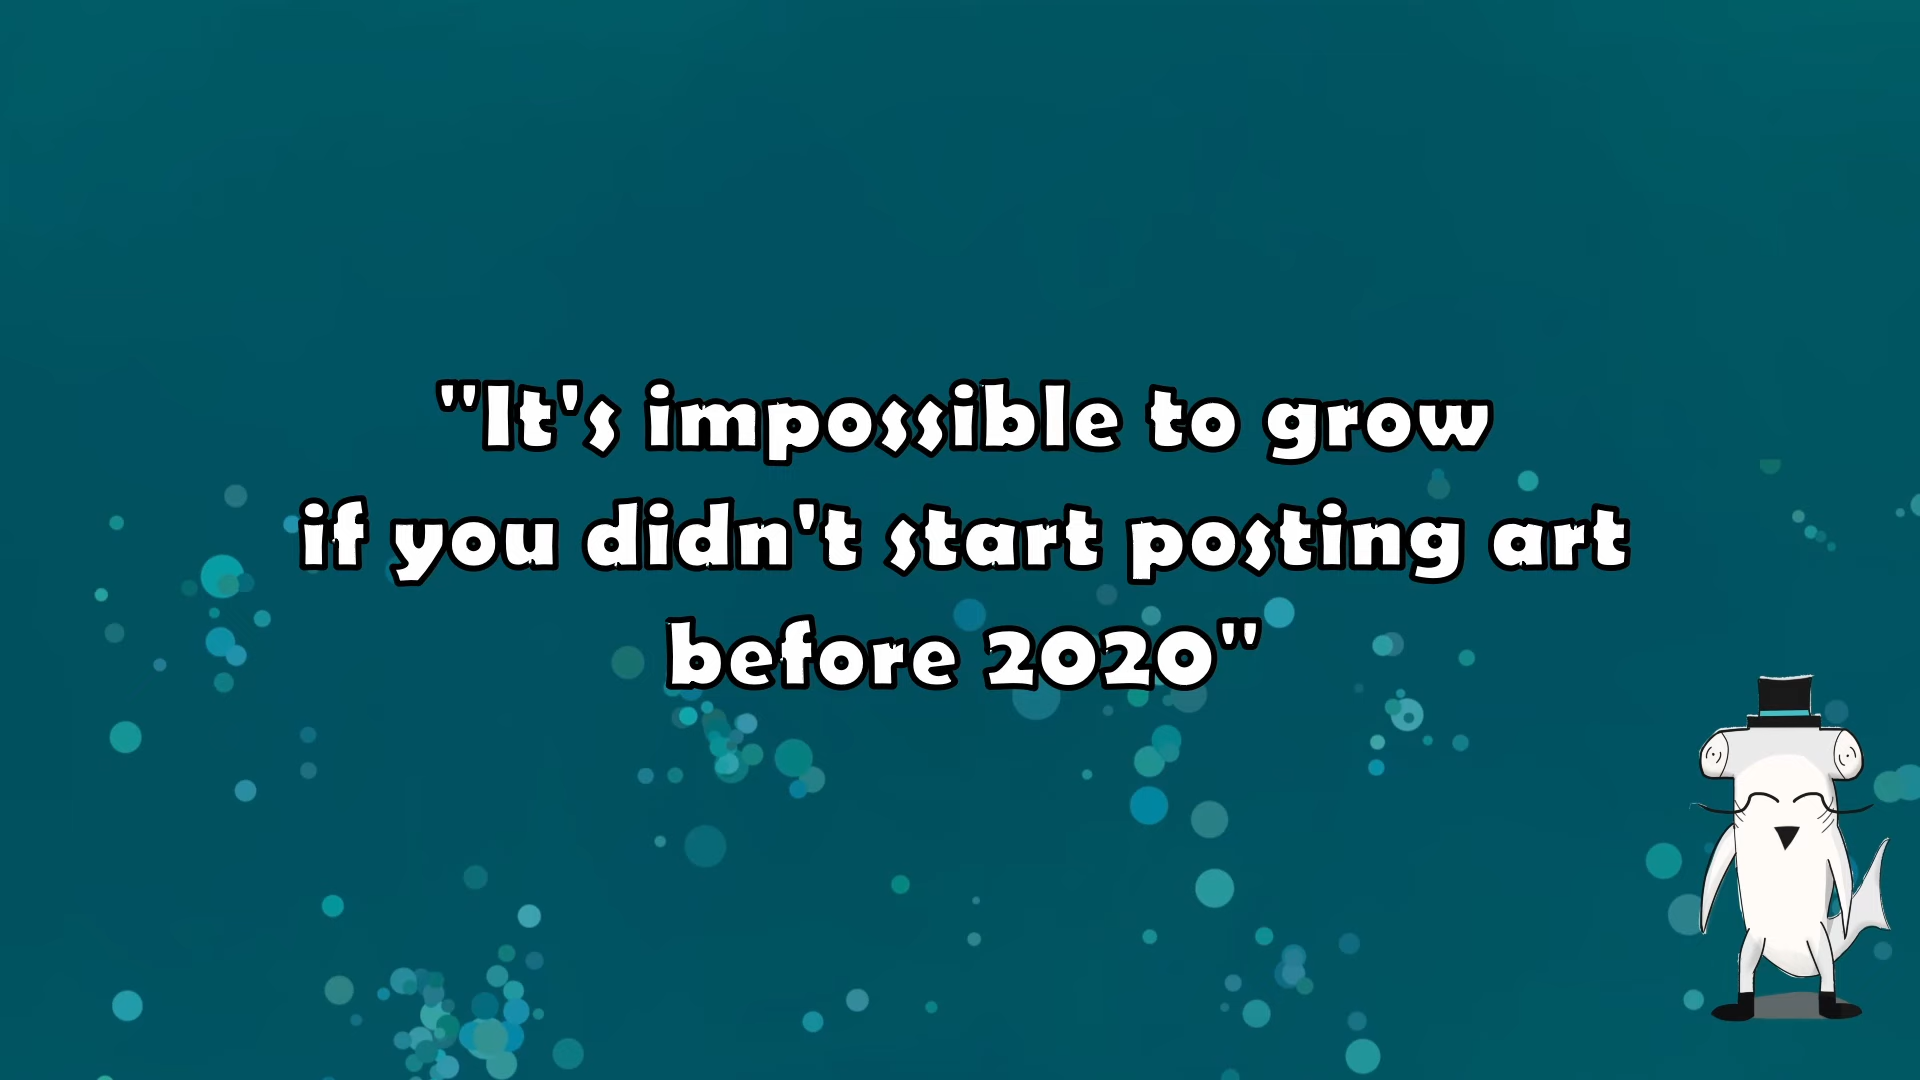 "It's impossible to grow
if you didn't start posting art
before 2020"